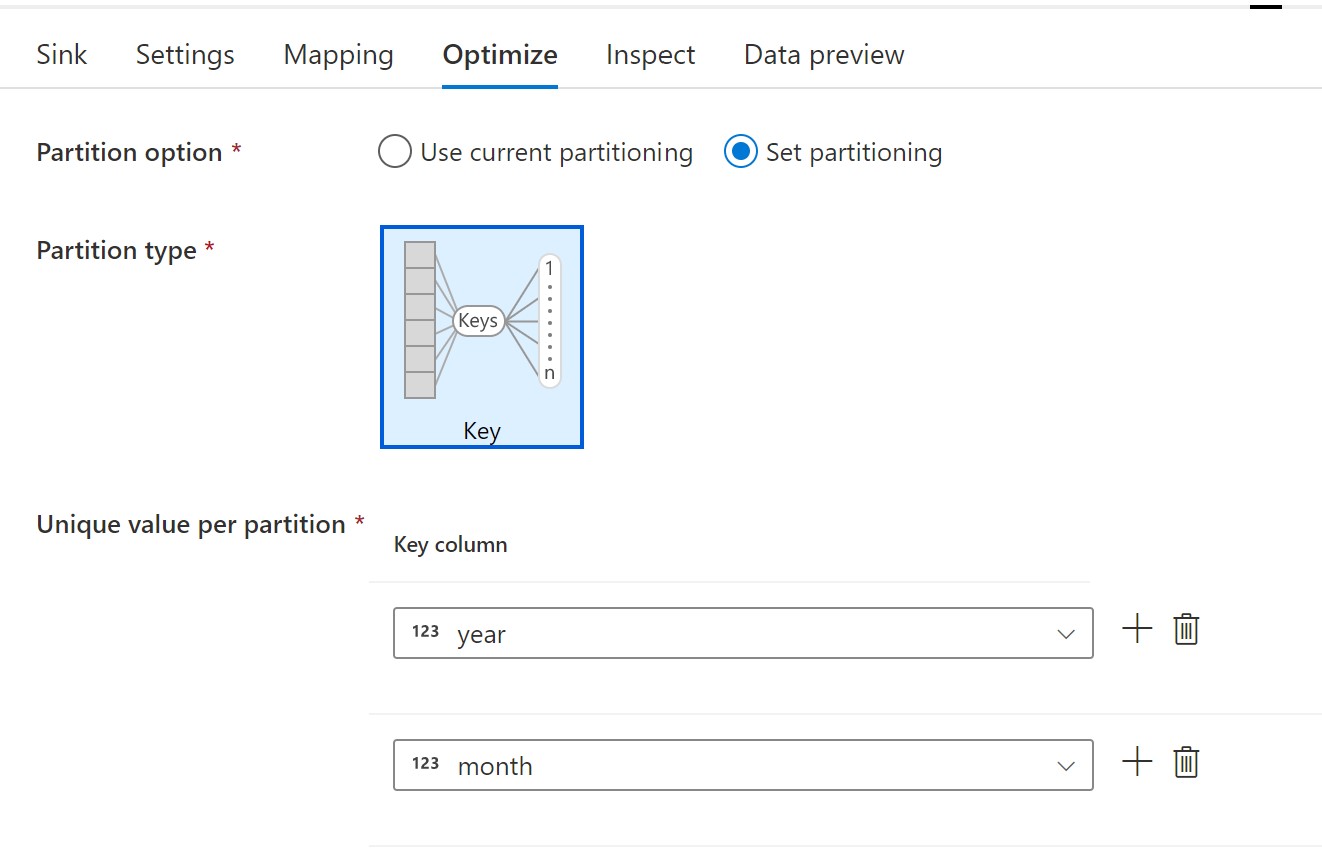 Sink Settings Mapping Optimize Inspect Data preview
Partition option * Use current partitioning Set partitioning
Partition type *
1
Keys
n
Key
Unique value per partition *
Key column
123 year
123 month